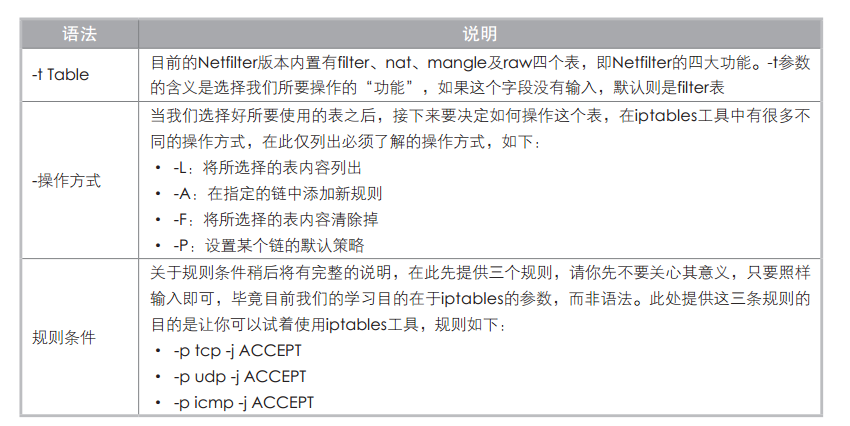 语法 说明
-t Table
目前的Netfilter版本内置有filter、nat、mangle及raw四个表，即Netfilter的四大功能。-t参数
的含义是选择我们所要操作的“功能”，如果这个字段没有输入，默认则是filter表
-操作方式
当我们选择好所要使用的表之后，接下来要决定如何操作这个表，在iptables工具中有很多不
同的操作方式，在此仅列出必须了解的操作方式，如下：
• -L：将所选择的表内容列出
• -A：在指定的链中添加新规则
• -F：将所选择的表内容清除掉
• -P：设置某个链的默认策略
规则条件
关于规则条件稍后将有完整的说明，在此先提供三个规则，请你先不要关心其意义，只要照样
输入即可，毕竟目前我们的学习目的在于iptables的参数，而非语法。此处提供这三条规则的
目的是让你可以试着使用iptables工具，规则如下：
• -p tcp -j ACCEPT
• -p udp -j ACCEPT
• -p icmp -j ACCEPT